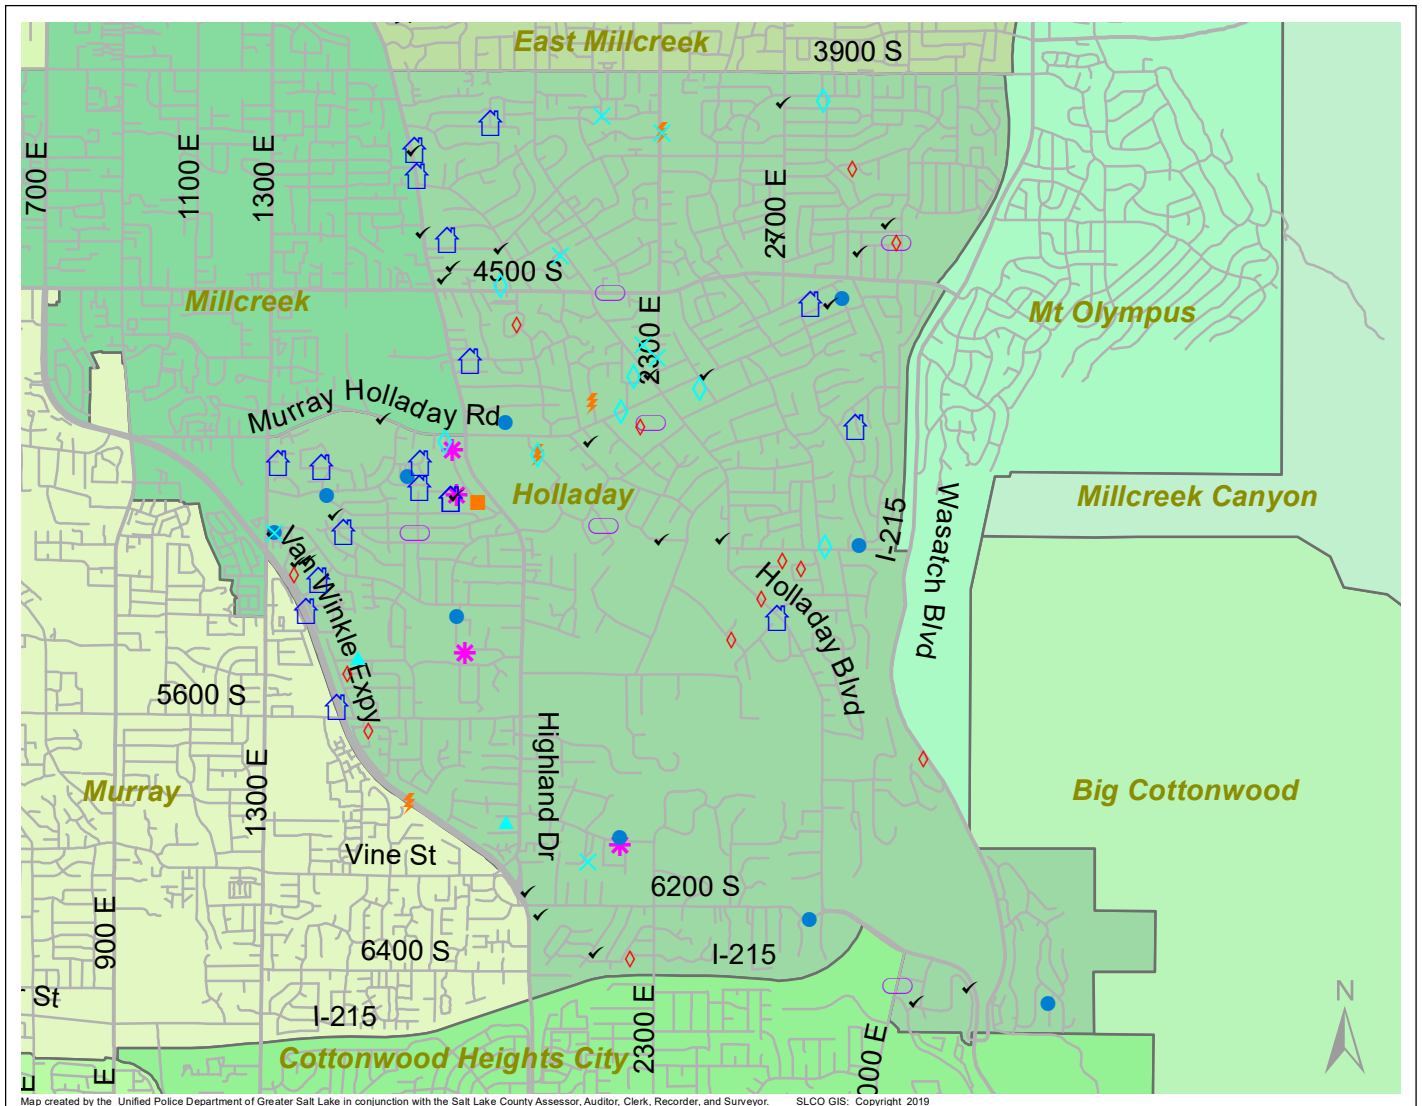 East Millcreek
3900 S
700 E
1100 E
1300 E
2700 E
4500 S
Millcreek
Mt Olympus
2300 E
Murray Holladay Rd
Holladay
Millcreek Canyon
I-215
Wasatch Blvd
Van Winkle Expy
Holladay Blvd
5600 S
Highland Dr
Murray
1300 E
Big Cottonwood
Vine St
6200 S
900 E
6400 S
I-215
St
I-215
N
2300 E
Cottonwood Heights City
000 E
E
E
Map created by the Unified Police Department of Greater Salt Lake in conjunction with the Salt Lake County Assessor, Auditor, Clerk, Recorder, and Surveyor. SLCO GIS: Copyright 2019